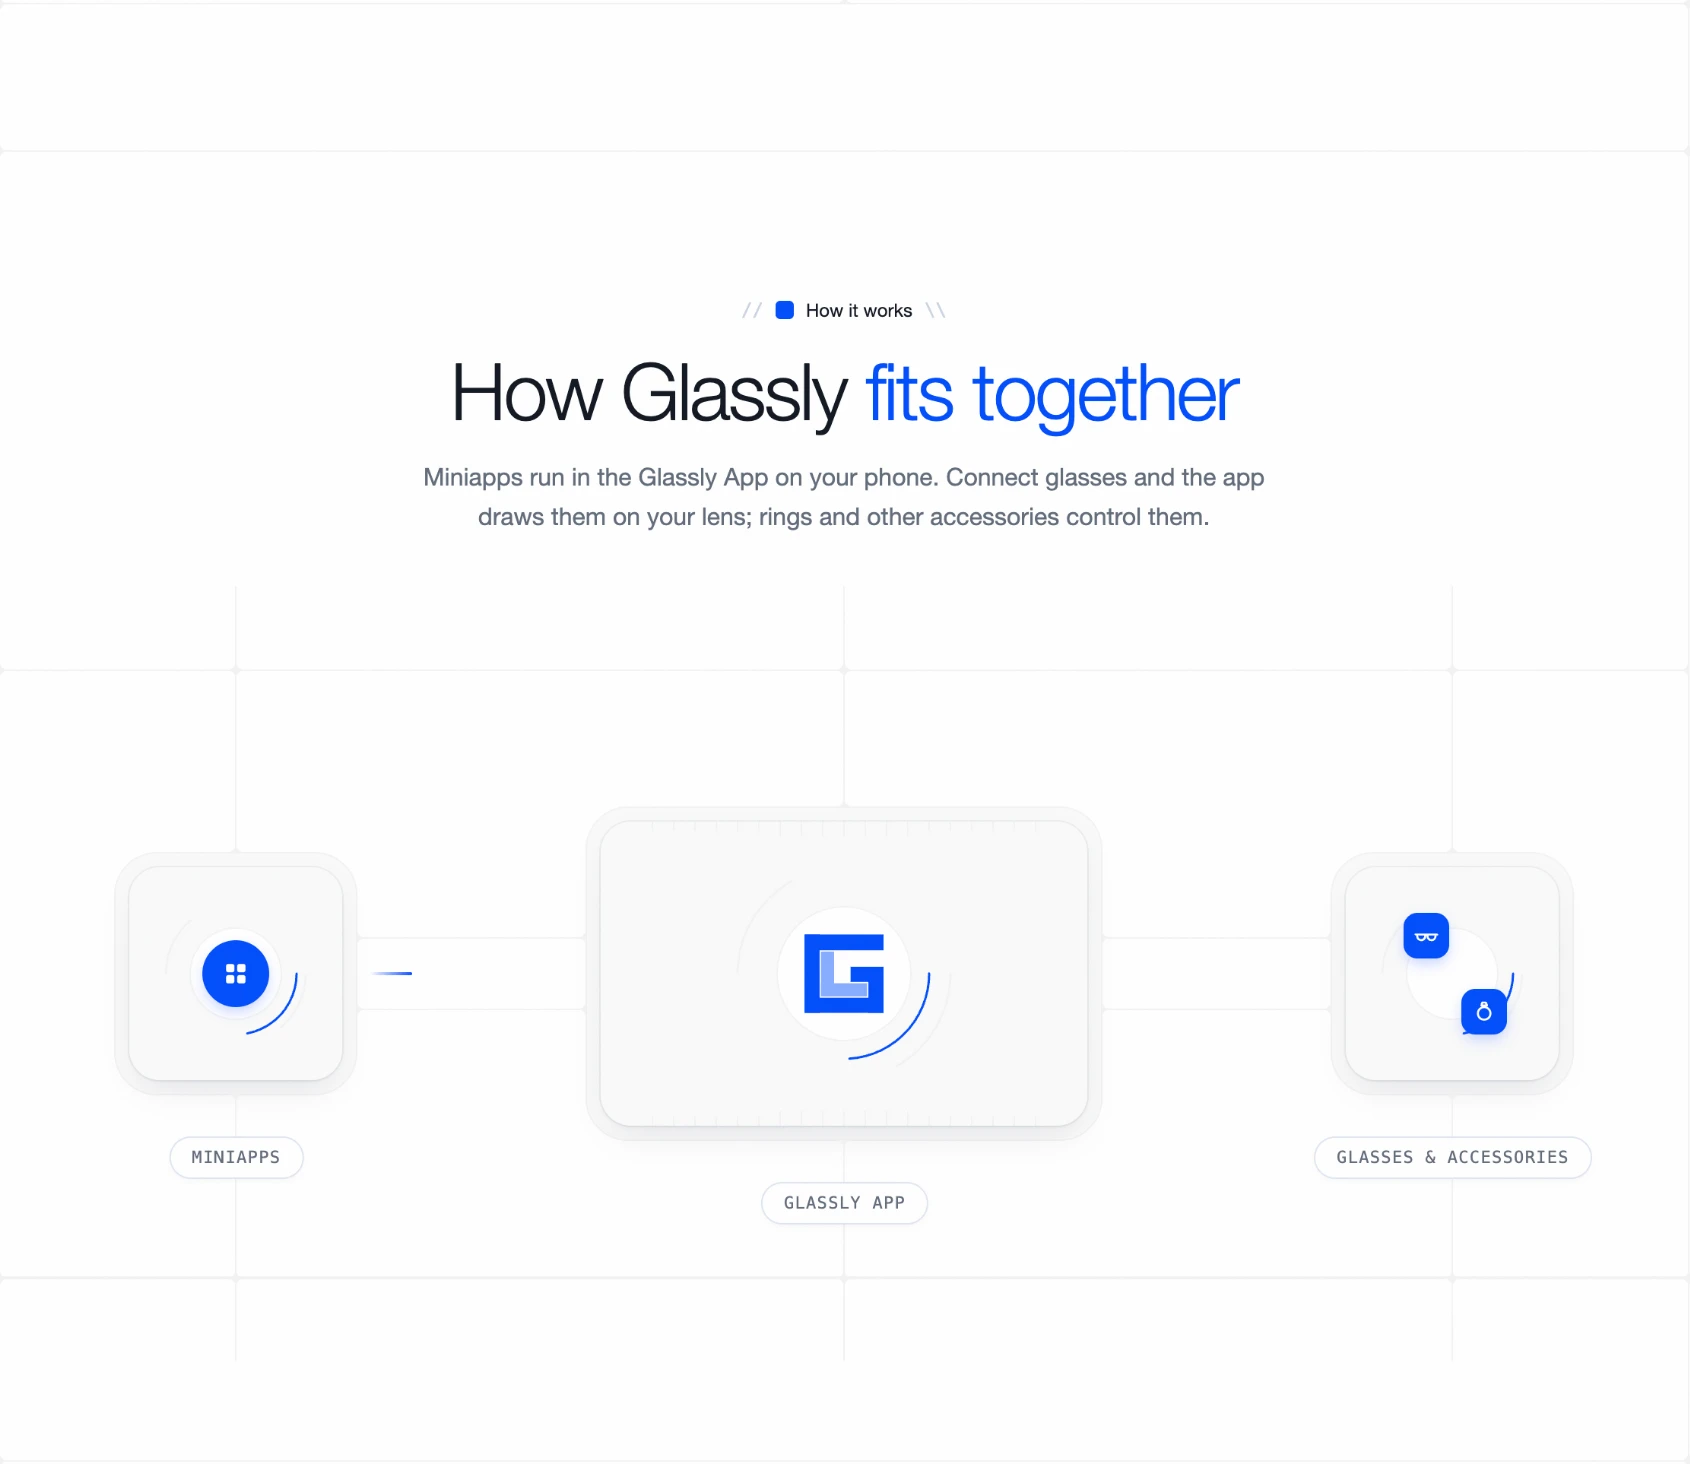 // How it works \\
How Glassly fits together
Miniapps run in the Glassly App on your phone. Connect glasses and the app
draws them on your lens; rings and other accessories control them.
MINIAPPS
GLASSLY APP
GLASSES & ACCESSORIES